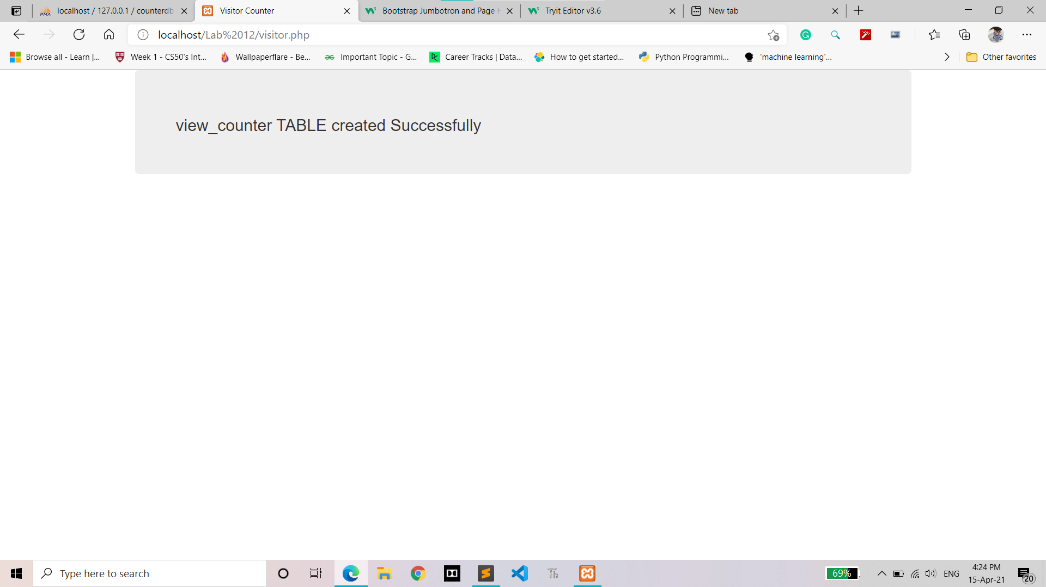 localhost / 127.0.0.1 / counterdb
Visitor Counter
Bootstrap Jumbotron and Page H
Tryit Editor v3.6
New tab
localhost/Lab%2012/visitor.php
Browse all - Learn |...
Week 1 - CS50's Int...
Wallpaperflare - Be...
Important Topic - G...
Career Tracks | Data...
How to get started...
Python Programmi...
'machine learning'...
Other favorites
view_counter TABLE created Successfully
Type here to search
69%
ENG
4:24 PM
15-Apr-21
20